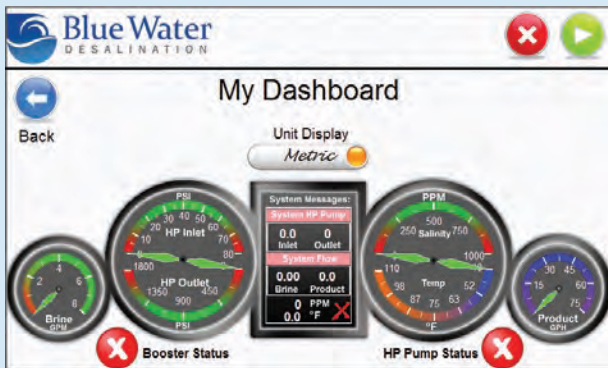 Blue Water
DESALINATION
My Dashboard
Back
Unit Display
Metric
2 4 6 8
Brine
GPM
PSI
0 10 20 30 40 50 60 70 80
HP Inlet
1800 1350 900 450 0
HP Outlet
PSI
System Messages:
System HP Pump
0.0 0
Inlet Outlet
System Flow
0.00 0.0
Brine Product
0 PPM
0.0 °F
PPM
0 250 500 750 1000
Salinity
110 98 87 75 63 52
Temp
°F
15 30 45 60 75
Product
GPH
Booster Status
HP Pump Status